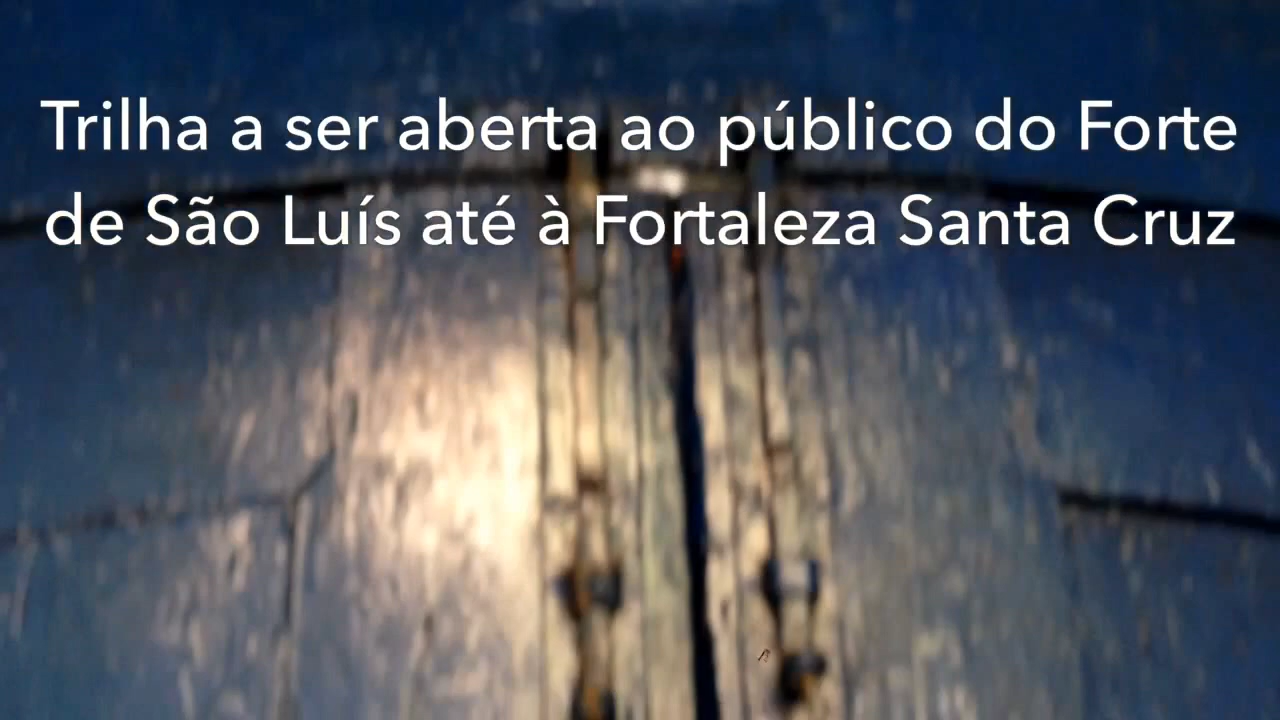 Trilha a ser aberta ao público do Forte
de São Luís até à Fortaleza Santa Cruz